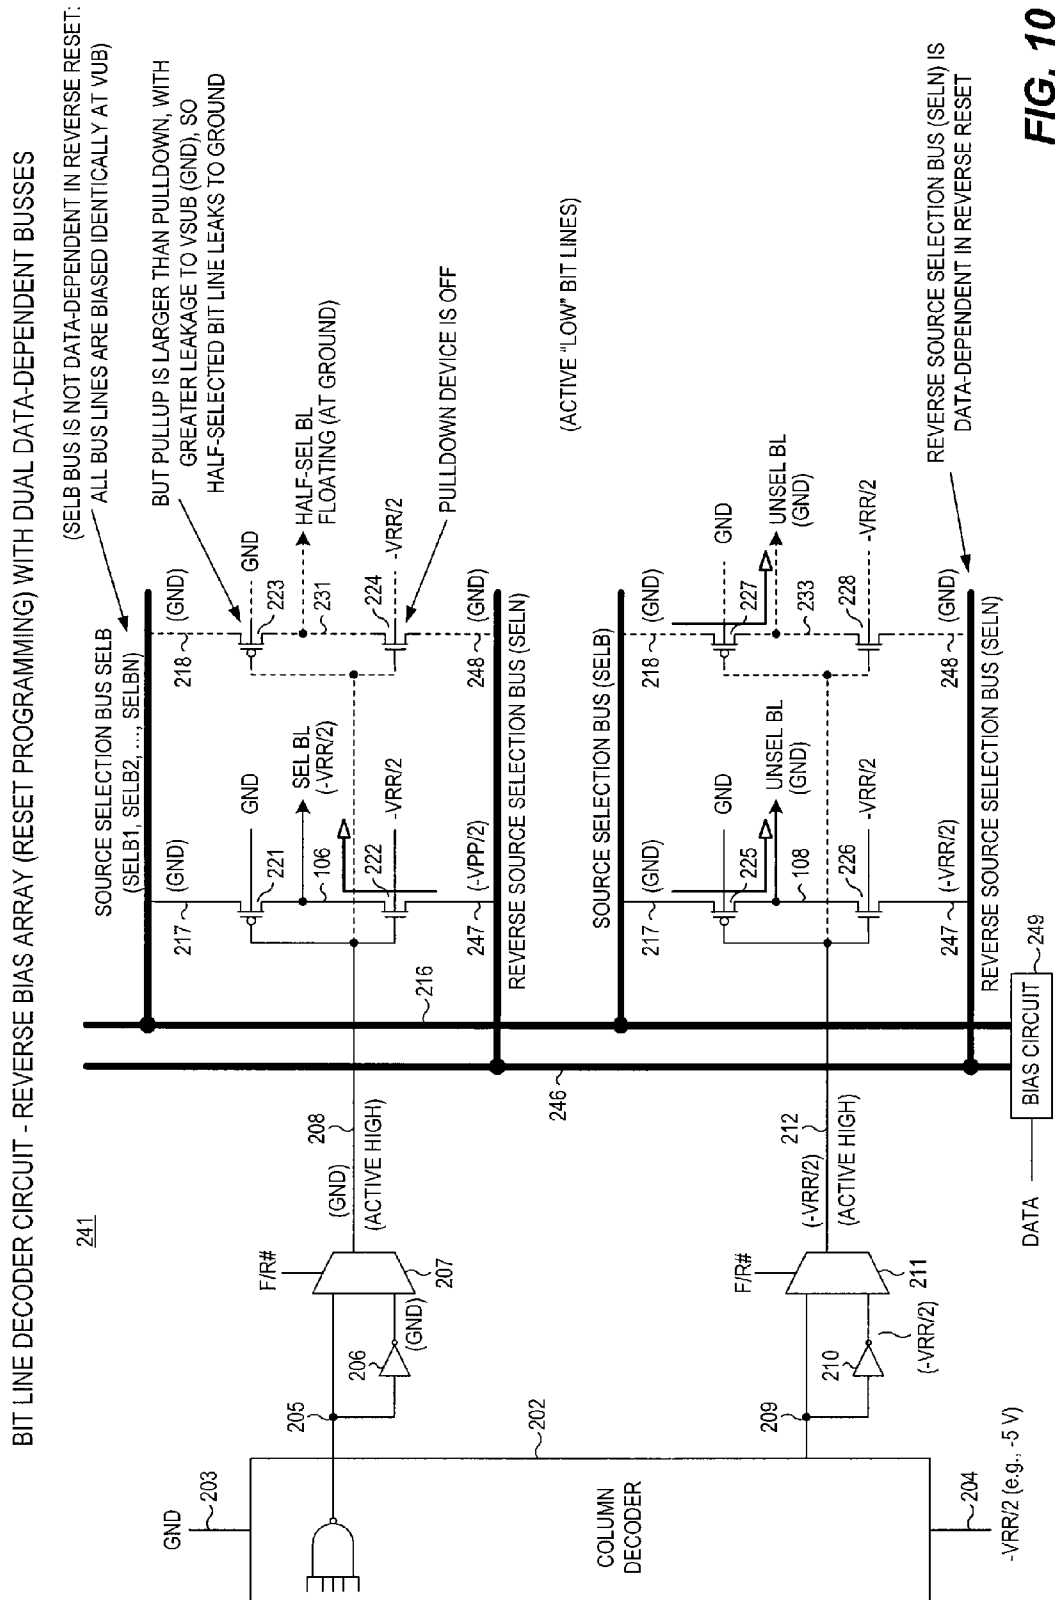 BIT LINE DECODER CIRCUIT - REVERSE BIAS ARRAY (RESET PROGRAMMING) WITH DUAL DATA-DEPENDENT BUSSES
241
(SELB BUS IS NOT DATA-DEPENDENT IN REVERSE RESET:
ALL BUS LINES ARE BIASED IDENTICALLY AT VUB)
SOURCE SELECTION BUS SELB
(SELB1, SELB2, ..., SELBN)
BUT PULLUP IS LARGER THAN PULLDOWN, WITH
GREATER LEAKAGE TO VSUB (GND), SO
HALF-SELECTED BIT LINE LEAKS TO GROUND
GND
203
217
(GND)
218
(GND)
GND
221
GND
223
205
206
(GND)
F/R#
207
(GND)
208
(ACTIVE HIGH)
216
SEL BL
(-VRR/2)
106
HALF-SEL BL
FLOATING (AT GROUND)
231
222
-VRR/2
224
-VRR/2
PULLDOWN DEVICE IS OFF
247
(-VPP/2)
248
(GND)
REVERSE SOURCE SELECTION BUS (SELN)
202
246
(ACTIVE "LOW" BIT LINES)
COLUMN
DECODER
SOURCE SELECTION BUS (SELB)
217
(GND)
218
(GND)
GND
225
GND
227
209
210
(-VRR/2)
F/R#
211
(-VRR/2)
212
(ACTIVE HIGH)
UNSEL BL
(GND)
108
UNSEL BL
(GND)
233
226
-VRR/2
228
-VRR/2
247
(-VRR/2)
248
(GND)
REVERSE SOURCE SELECTION BUS (SELN)
REVERSE SOURCE SELECTION BUS (SELN) IS
DATA-DEPENDENT IN REVERSE RESET
204
-VRR/2 (e.g., -5 V)
DATA
BIAS CIRCUIT
249
FIG. 10